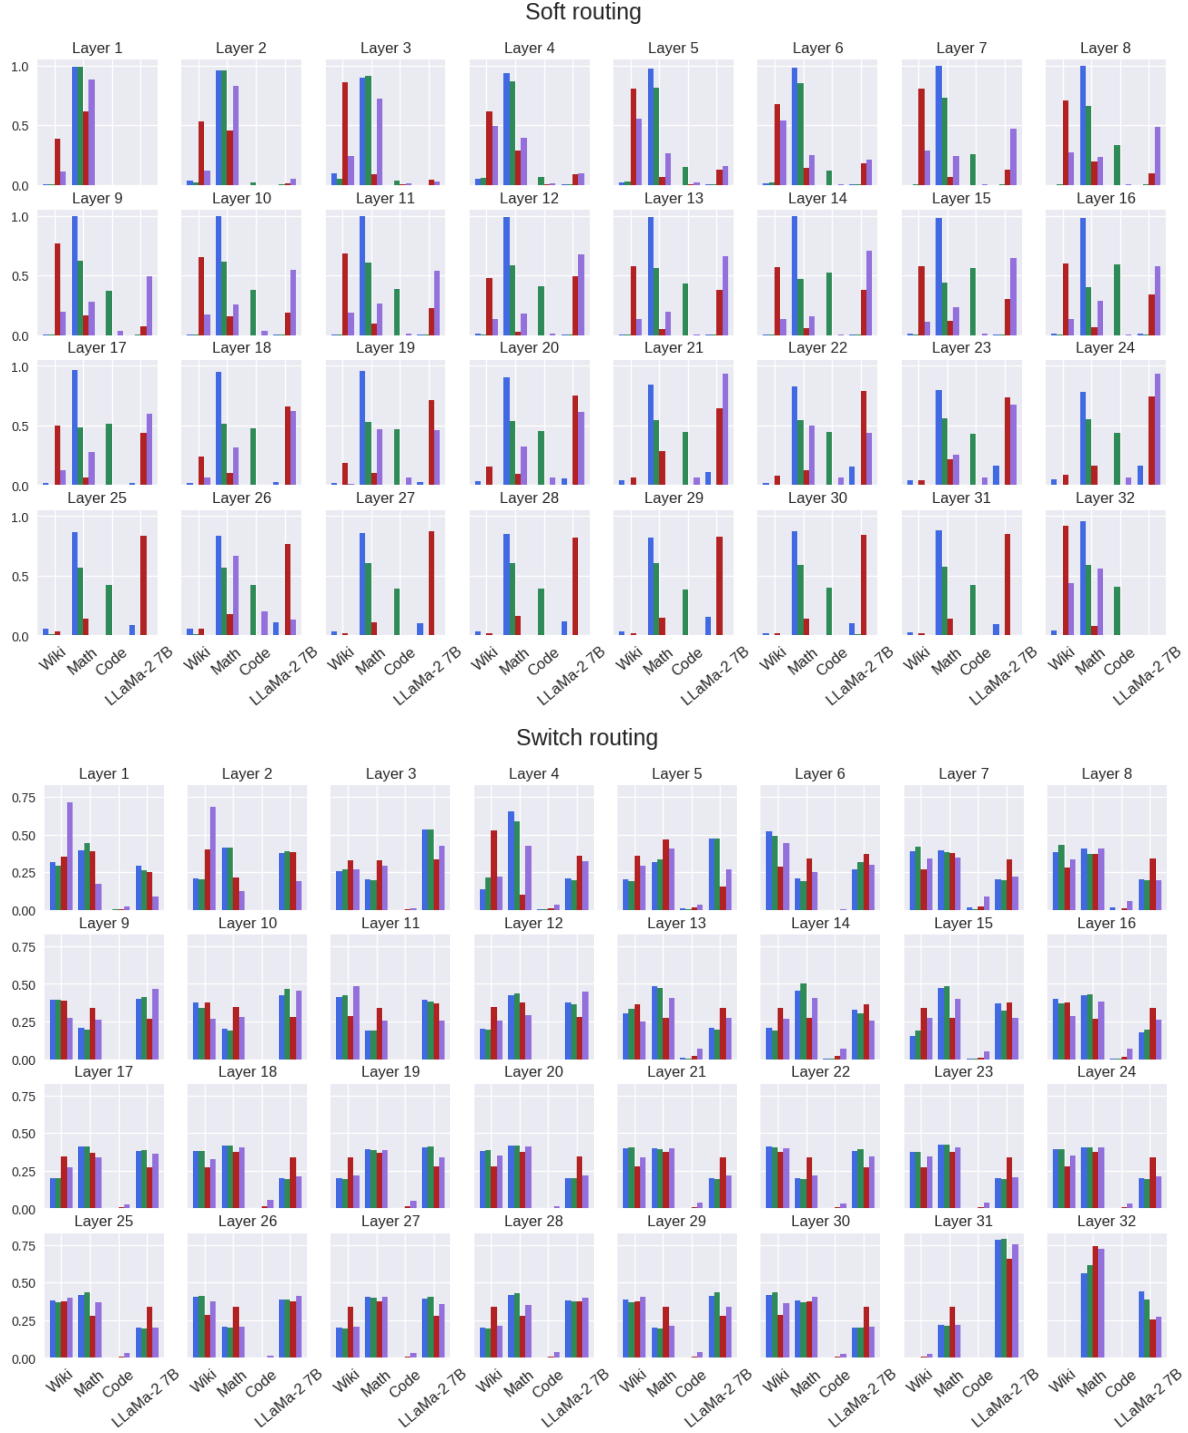 Soft routing
Layer 1 Layer 2 Layer 3 Layer 4 Layer 5 Layer 6 Layer 7 Layer 8
1.0
0.5
0.0
Layer 9 Layer 10 Layer 11 Layer 12 Layer 13 Layer 14 Layer 15 Layer 16
1.0
0.5
0.0
Layer 17 Layer 18 Layer 19 Layer 20 Layer 21 Layer 22 Layer 23 Layer 24
1.0
0.5
0.0
Layer 25 Layer 26 Layer 27 Layer 28 Layer 29 Layer 30 Layer 31 Layer 32
1.0
0.5
0.0
Wiki Math Code LLaMa-2 7B Wiki Math Code LLaMa-2 7B Wiki Math Code LLaMa-2 7B Wiki Math Code LLaMa-2 7B Wiki Math Code LLaMa-2 7B Wiki Math Code LLaMa-2 7B Wiki Math Code LLaMa-2 7B Wiki Math Code LLaMa-2 7B
Switch routing
Layer 1 Layer 2 Layer 3 Layer 4 Layer 5 Layer 6 Layer 7 Layer 8
0.75
0.50
0.25
0.00
Layer 9 Layer 10 Layer 11 Layer 12 Layer 13 Layer 14 Layer 15 Layer 16
0.75
0.50
0.25
0.00
Layer 17 Layer 18 Layer 19 Layer 20 Layer 21 Layer 22 Layer 23 Layer 24
0.75
0.50
0.25
0.00
Layer 25 Layer 26 Layer 27 Layer 28 Layer 29 Layer 30 Layer 31 Layer 32
0.75
0.50
0.25
0.00
Wiki Math Code LLaMa-2 7B Wiki Math Code LLaMa-2 7B Wiki Math Code LLaMa-2 7B Wiki Math Code LLaMa-2 7B Wiki Math Code LLaMa-2 7B Wiki Math Code LLaMa-2 7B Wiki Math Code LLaMa-2 7B Wiki Math Code LLaMa-2 7B